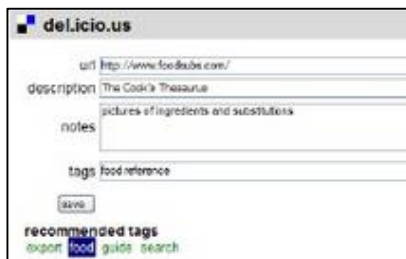 del.icio.us
url http://www.foodsubs.com/
description The Cook's Thesaurus
notes pictures of ingredients and substitutions
tags food reference
save
recommended tags
export food guide search